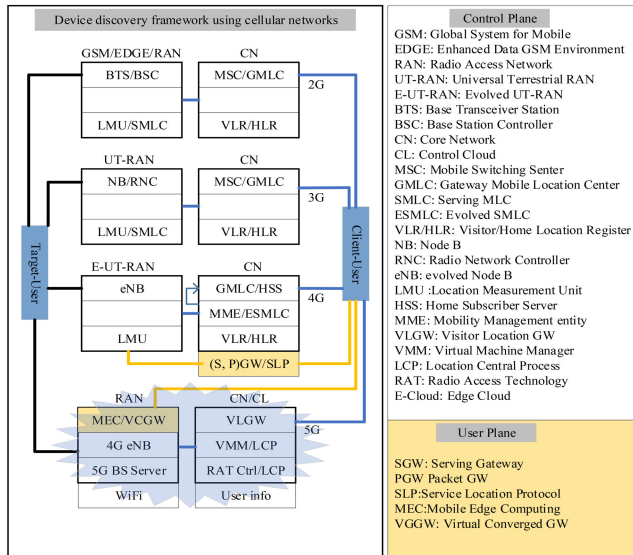 Device discovery framework using cellular networks
GSM/EDGE/RAN
CN
BTS/BSC
MSC/GMLC
2G
LMU/SMLC
VLR/HLR
UT-RAN
CN
NB/RNC
MSC/GMLC
3G
LMU/SMLC
VLR/HLR
Target-User
Client-User
E-UT-RAN
CN
eNB
GMLC/HSS
4G
MME/ESMLC
LMU
VLR/HLR
(S, P)GW/SLP
RAN
CN/CL
MEC/VCGW
VLGW
5G
4G eNB
VMM/LCP
5G BS Server
RAT Ctrl/LCP
WiFi
User info
Control Plane
GSM: Global System for Mobile
EDGE: Enhanced Data GSM Environment
RAN: Radio Access Network
UT-RAN: Universal Terrestrial RAN
E-UT-RAN: Evolved UT-RAN
BTS: Base Transceiver Station
BSC: Base Station Controller
CN: Core Network
CL: Control Cloud
MSC: Mobile Switching Senter
GMLC: Gateway Mobile Location Center
SMLC: Serving MLC
ESMLC: Evolved SMLC
VLR/HLR: Visitor/Home Location Register
NB: Node B
RNC: Radio Network Controller
eNB: evolved Node B
LMU :Location Measurement Unit
HSS: Home Subscriber Server
MME: Mobility Management entity
VLGW: Visitor Location GW
VMM: Virtual Machine Manager
LCP: Location Central Process
RAT: Radio Access Technology
E-Cloud: Edge Cloud
User Plane
SGW: Serving Gateway
PGW Packet GW
SLP:Service Location Protocol
MEC:Mobile Edge Computing
VGGW: Virtual Converged GW